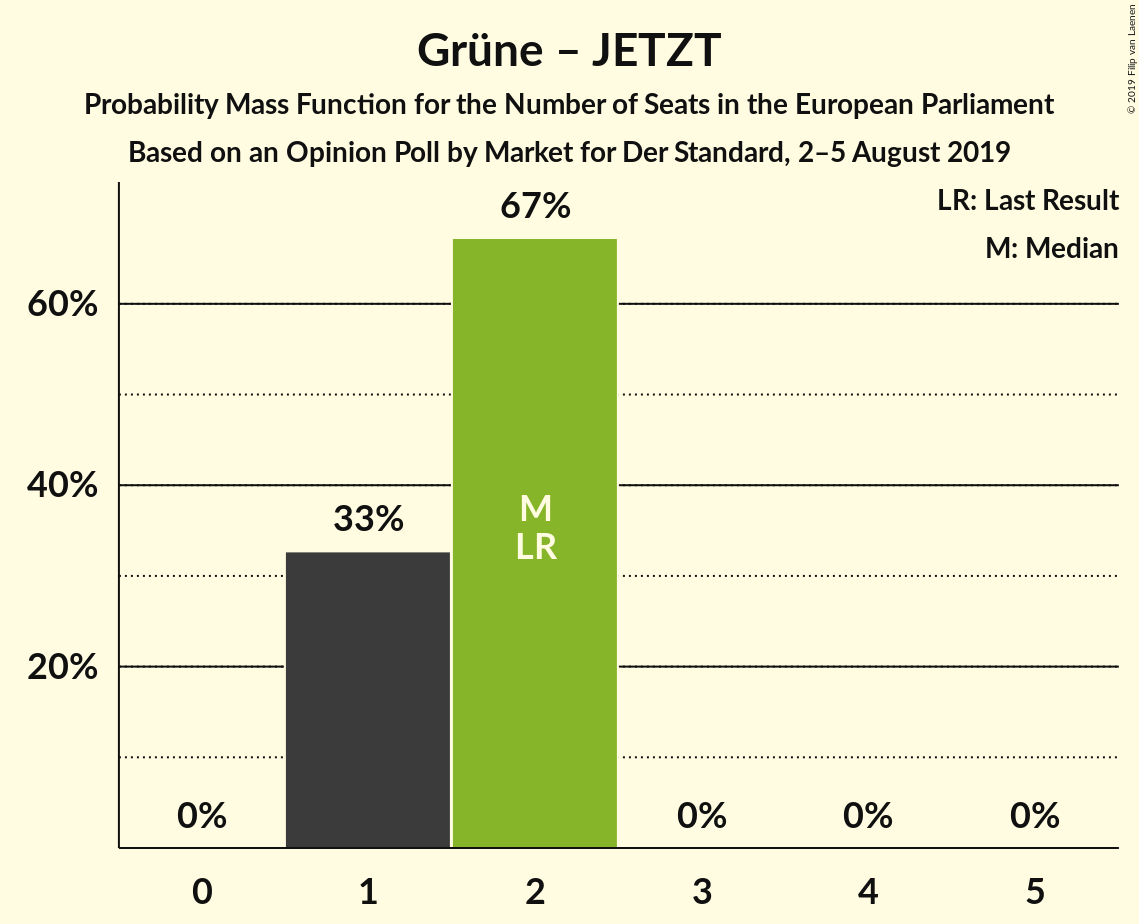 Grüne – JETZT
Probability Mass Function for the Number of Seats in the European Parliament
Based on an Opinion Poll by Market for Der Standard, 2–5 August 2019
© 2019 Filip van Laenen
LR: Last Result
M: Median
67%
60%
40%
33%
M
LR
20%
0%
0%
0%
0%
0
1
2
3
4
5